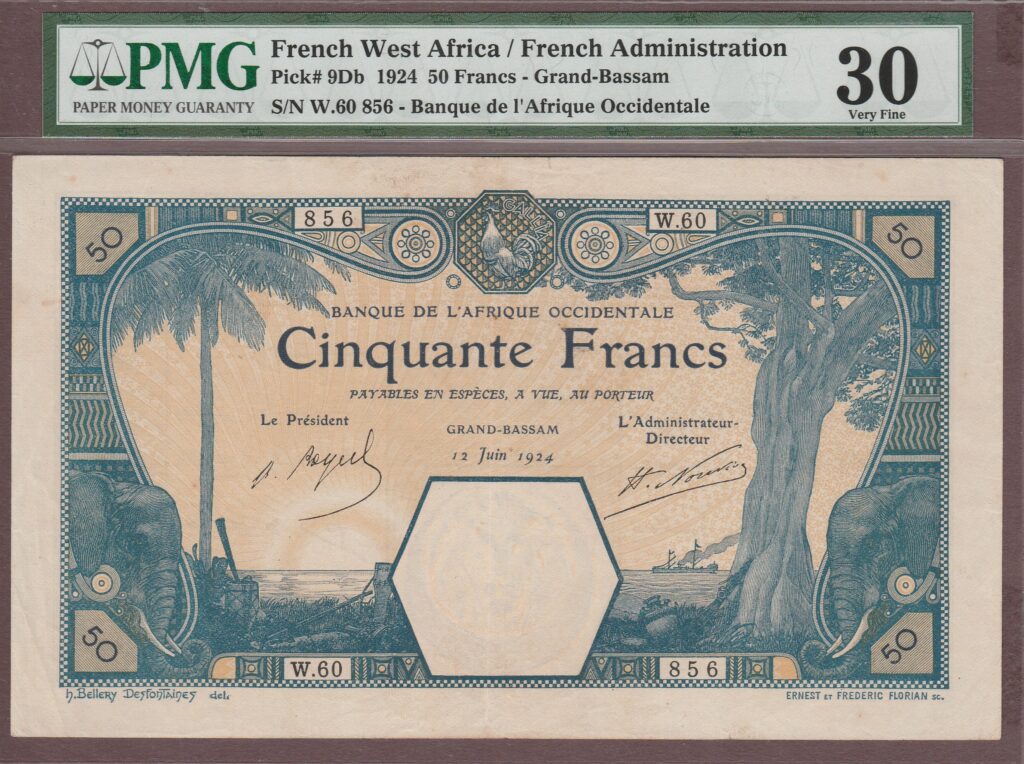 PMG
PAPER MONEY GUARANTY
French West Africa / French Administration
Pick# 9Db 1924 50 Francs - Grand-Bassam
S/N W.60 856 - Banque de l'Afrique Occidentale
30
Very Fine
50
856
W.60
50
BANQUE DE L'AFRIQUE OCCIDENTALE
Cinquante Francs
PAYABLES EN ESPÈCES, A VUE, AU PORTEUR
Le Président
GRAND-BASSAM
L'Administrateur-
Directeur
12 Juin 1924
50
W.60
856
50
H. BELLERY DESFONTAINES del.
ERNEST ET FREDERIC FLORIAN sc.